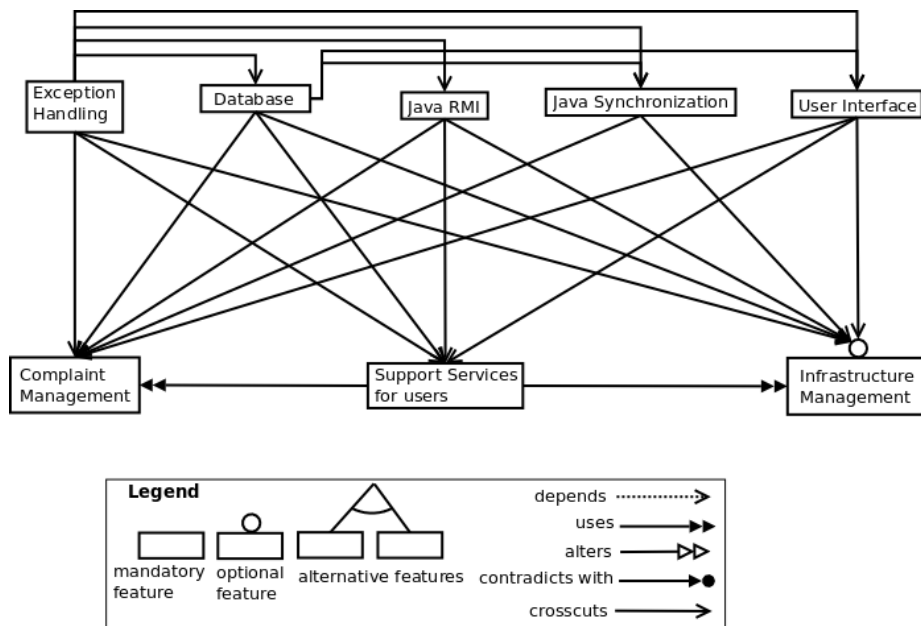 Exception
Handling
Database
Java RMI
Java Synchronization
User Interface
Complaint
Management
Support Services
for users
Infrastructure
Management
Legend
mandatory
feature
optional
feature
alternative features
depends
uses
alters
contradicts with
crosscuts